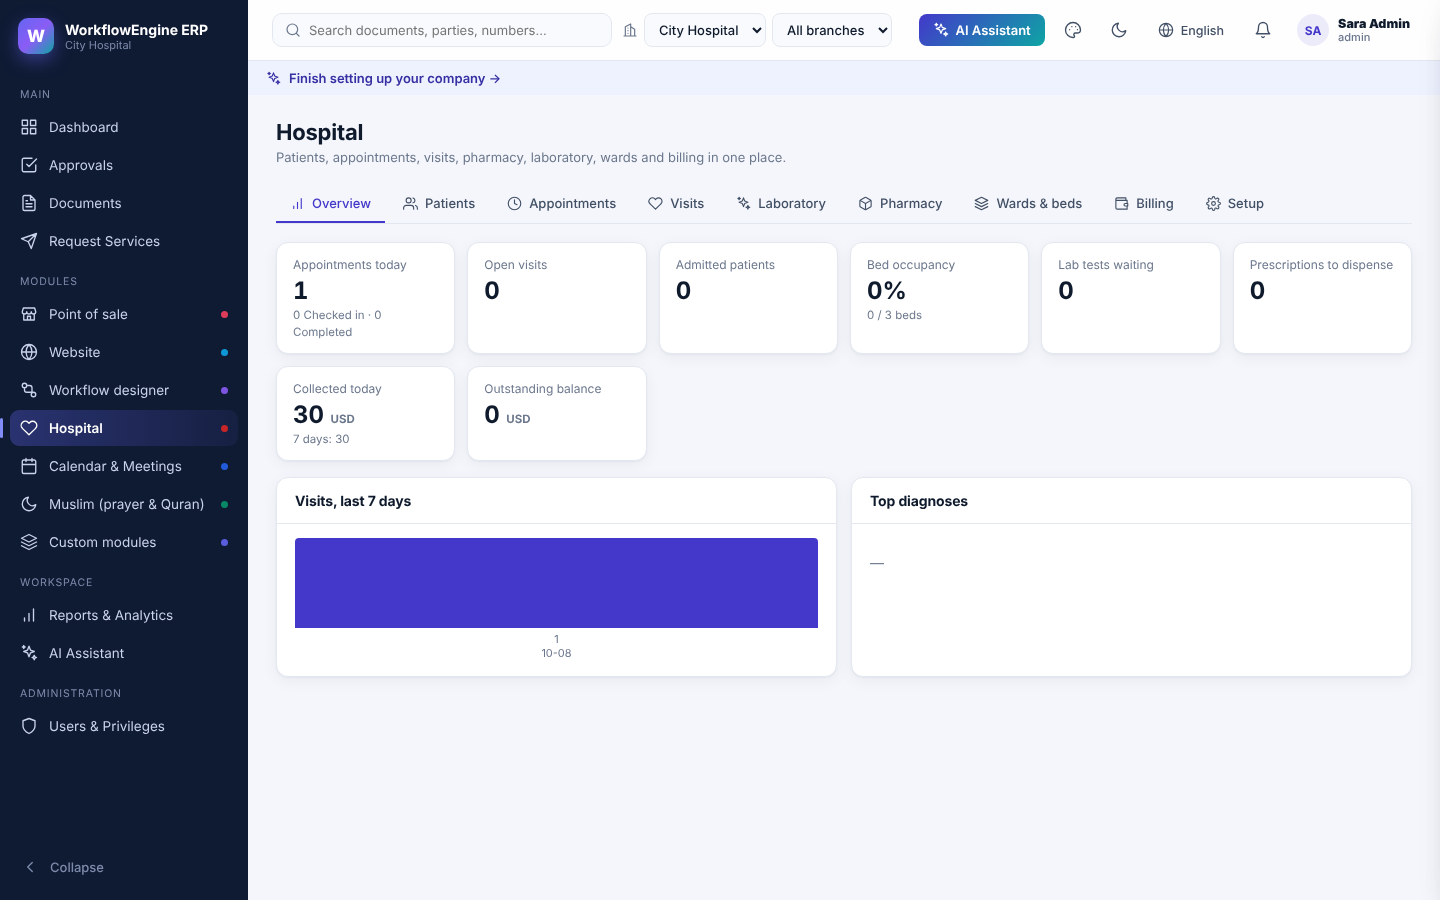 W
WorkflowEngine ERP
City Hospital
MAIN
Dashboard
Approvals
Documents
Request Services
MODULES
Point of sale
Website
Workflow designer
Hospital
Calendar & Meetings
Muslim (prayer & Quran)
Custom modules
WORKSPACE
Reports & Analytics
AI Assistant
ADMINISTRATION
Users & Privileges
Collapse
Search documents, parties, numbers...
City Hospital
All branches
AI Assistant
English
SA
Sara Admin
admin
Finish setting up your company →
Hospital
Patients, appointments, visits, pharmacy, laboratory, wards and billing in one place.
Overview
Patients
Appointments
Visits
Laboratory
Pharmacy
Wards & beds
Billing
Setup
Appointments today
1
0 Checked in · 0
Completed
Open visits
0
Admitted patients
0
Bed occupancy
0%
0 / 3 beds
Lab tests waiting
0
Prescriptions to dispense
0
Collected today
30 USD
7 days: 30
Outstanding balance
0 USD
Visits, last 7 days
1
10-08
Top diagnoses
—